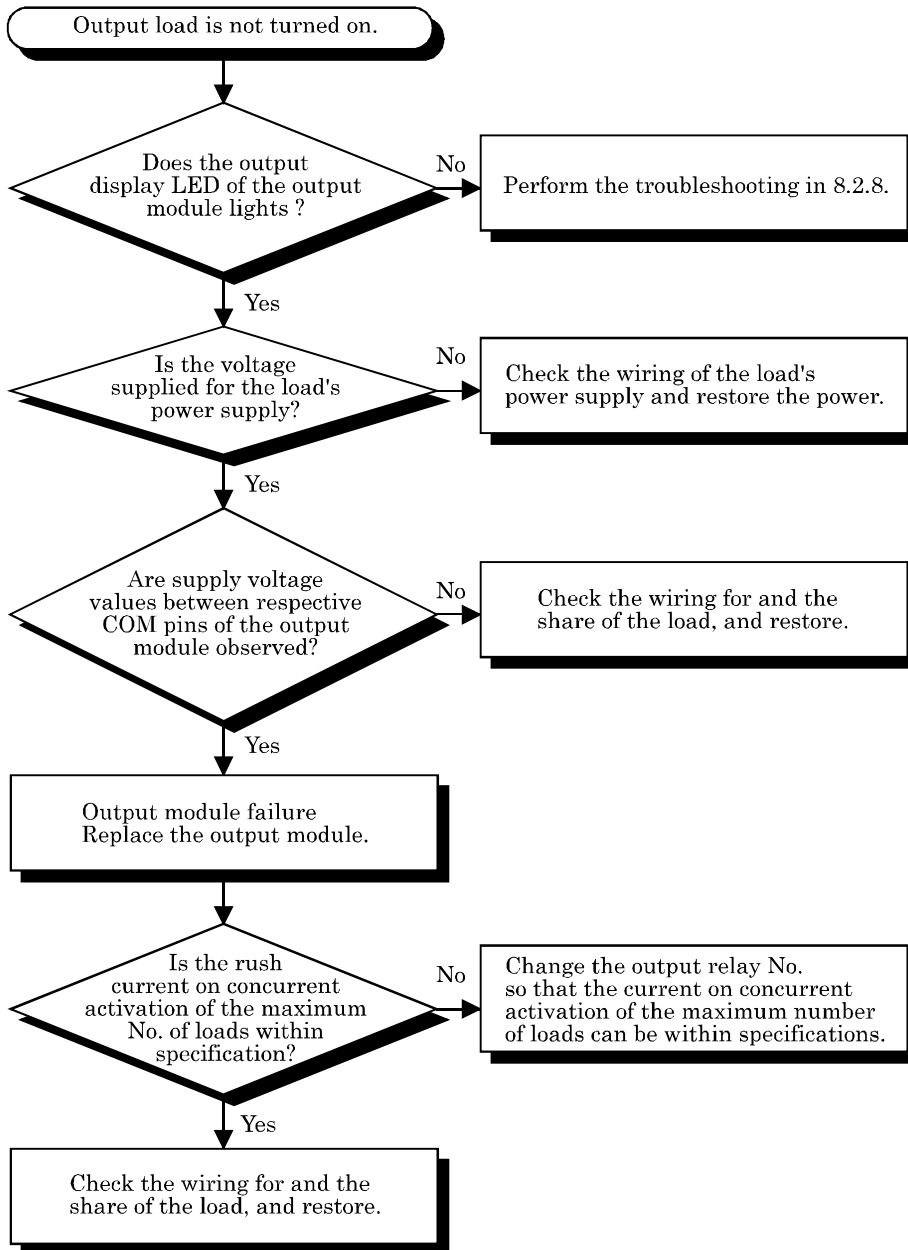 Output load is not turned on.
Does the output
display LED of the output
module lights ?
No
Perform the troubleshooting in 8.2.8.
Yes
Is the voltage
supplied for the load's
power supply?
No
Check the wiring of the load's
power supply and restore the power.
Yes
Are supply voltage
values between respective
COM pins of the output
module observed?
No
Check the wiring for and the
share of the load, and restore.
Yes
Output module failure
Replace the output module.
Is the rush
current on concurrent
activation of the maximum
No. of loads within
specification?
No
Change the output relay No.
so that the current on concurrent
activation of the maximum number
of loads can be within specifications.
Yes
Check the wiring for and the
share of the load, and restore.